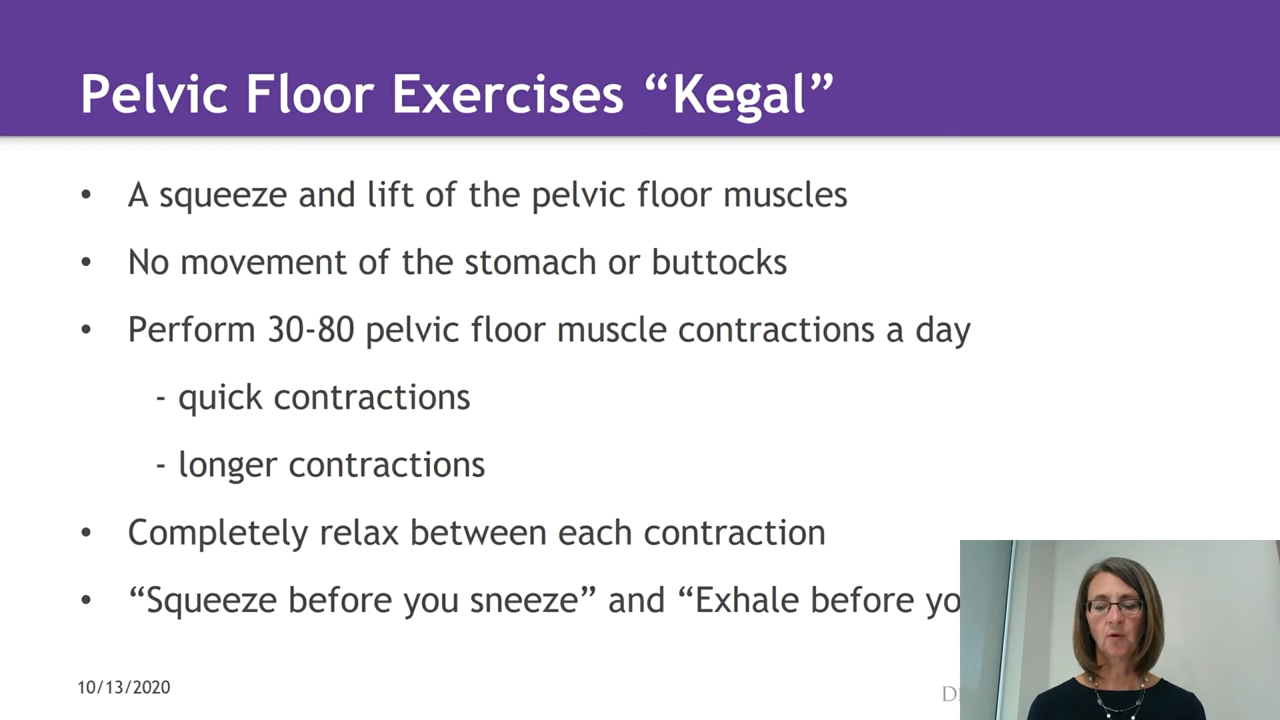 Pelvic Floor Exercises “Kegal”
• A squeeze and lift of the pelvic floor muscles
• No movement of the stomach or buttocks
• Perform 30-80 pelvic floor muscle contractions a day
- quick contractions
- longer contractions
• Completely relax between each contraction
• “Squeeze before you sneeze” and “Exhale before
10/13/2020